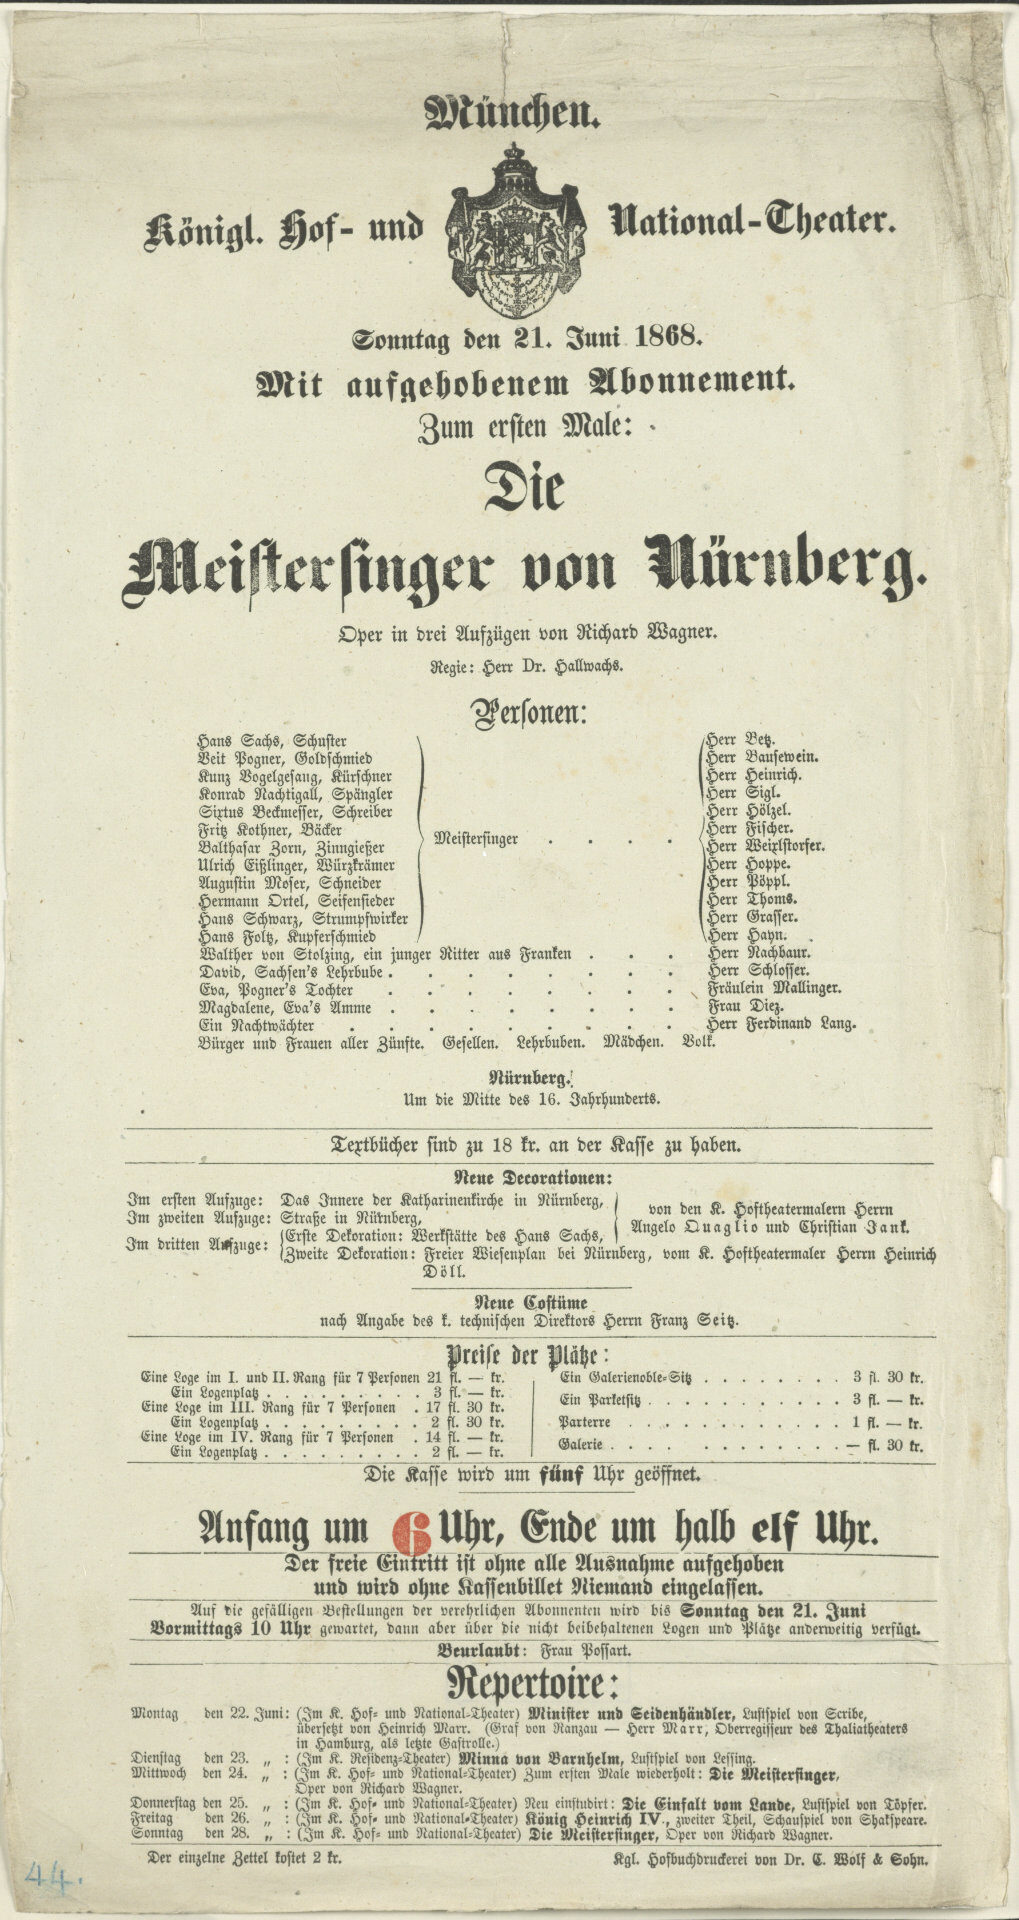 München.
Königl. Hof- und National-Theater.
Sonntag den 21. Juni 1868.
Mit aufgehobenem Abonnement.
Zum ersten Male:
Die
Meistersinger von Nürnberg.
Oper in drei Aufzügen von Richard Wagner.
Regie: Herr Dr. Hallwachs.
Personen:
Hans Sachs, Schuster Herr Betz.
Veit Pogner, Goldschmied Herr Bausewein.
Kunz Vogelgesang, Kürschner Herr Heinrich.
Konrad Nachtigall, Spängler Herr Sigl.
Sixtus Beckmesser, Schreiber Herr Hölzel.
Fritz Kothner, Bäcker Herr Fischer.
Balthasar Zorn, Zinngießer Meistersinger . . . . Herr Weixlstorfer.
Ulrich Eißlinger, Würzkrämer Herr Hoppe.
Augustin Moser, Schneider Herr Pöppl.
Hermann Ortel, Seifensieder Herr Thoms.
Hans Schwarz, Strumpfwirker Herr Grasser.
Hans Foltz, Kupferschmied Herr Hayn.
Walther von Stolzing, ein junger Ritter aus Franken . . . Herr Nachbaur.
David, Sachsen's Lehrbube . . . . . . . . Herr Schlosser.
Eva, Pogner's Tochter . . . . . . . . Fräulein Mallinger.
Magdalene, Eva's Amme . . . . . . . . Frau Diez.
Ein Nachtwächter . . . . . . . . . Herr Ferdinand Lang.
Bürger und Frauen aller Zünfte. Gesellen. Lehrbuben. Mädchen. Volk.
Nürnberg.
Um die Mitte des 16. Jahrhunderts.
Textbücher sind zu 18 kr. an der Kasse zu haben.
Neue Decorationen:
Im ersten Aufzuge: Das Innere der Katharinenkirche in Nürnberg,
Im zweiten Aufzuge: Straße in Nürnberg,
Im dritten Aufzuge: Erste Dekoration: Werkstätte des Hans Sachs,
von den K. Hoftheatermalern Herrn
Angelo Quaglio und Christian Jank.
Zweite Dekoration: Freier Wiesenplan bei Nürnberg, vom K. Hoftheatermaler Herrn Heinrich
Döll.
Neue Costüme
nach Angabe des k. technischen Direktors Herrn Franz Seitz.
Preise der Plätze:
Eine Loge im I. und II. Rang für 7 Personen 21 fl. — kr.
Ein Logenplatz . . . . . . . . . 3 fl. — kr.
Eine Loge im III. Rang für 7 Personen . 17 fl. 30 kr.
Ein Logenplatz . . . . . . . . . 2 fl. 30 kr.
Eine Loge im IV. Rang für 7 Personen . 14 fl. — kr.
Ein Logenplatz . . . . . . . . . 2 fl. — kr.
Ein Galerienoble-Sitz . . . . . . . . 3 fl. 30 kr.
Ein Parketsitz . . . . . . . . . . 3 fl. — kr.
Parterre . . . . . . . . . . . 1 fl. — kr.
Galerie . . . . . . . . . . . — fl. 30 kr.
Die Kasse wird um fünf Uhr geöffnet.
Anfang um 6 Uhr, Ende um halb elf Uhr.
Der freie Eintritt ist ohne alle Ausnahme aufgehoben
und wird ohne Kassenbillet Niemand eingelassen.
Auf die gefälligen Bestellungen der verehrlichen Abonnenten wird bis Sonntag den 21. Juni
Vormittags 10 Uhr gewartet, dann aber über die nicht beibehaltenen Logen und Plätze anderweitig verfügt.
Beurlaubt: Frau Possart.
Repertoire:
Montag den 22. Juni: (Im K. Hof- und National-Theater) Minister und Seidenhändler, Lustspiel von Scribe,
übersetzt von Heinrich Marr. (Graf von Ranzau — Herr Marr, Oberregisseur des Thaliatheaters
in Hamburg, als letzte Gastrolle.)
Dienstag den 23. „ : (Im K. Residenz-Theater) Minna von Barnhelm, Lustspiel von Lessing.
Mittwoch den 24. „ : (Im K. Hof- und National-Theater) Zum ersten Male wiederholt: Die Meistersinger,
Oper von Richard Wagner.
Donnerstag den 25. „ : (Im K. Hof- und National-Theater) Neu einstudirt: Die Einfalt vom Lande, Lustspiel von Töpfer.
Freitag den 26. „ : (Im K. Hof- und National-Theater) König Heinrich IV., zweiter Theil, Schauspiel von Shakspeare.
Sonntag den 28. „ : (Im K. Hof- und National-Theater) Die Meistersinger, Oper von Richard Wagner.
Der einzelne Zettel kostet 2 kr. Kgl. Hofbuchdruckerei von Dr. C. Wolf & Sohn.
44.